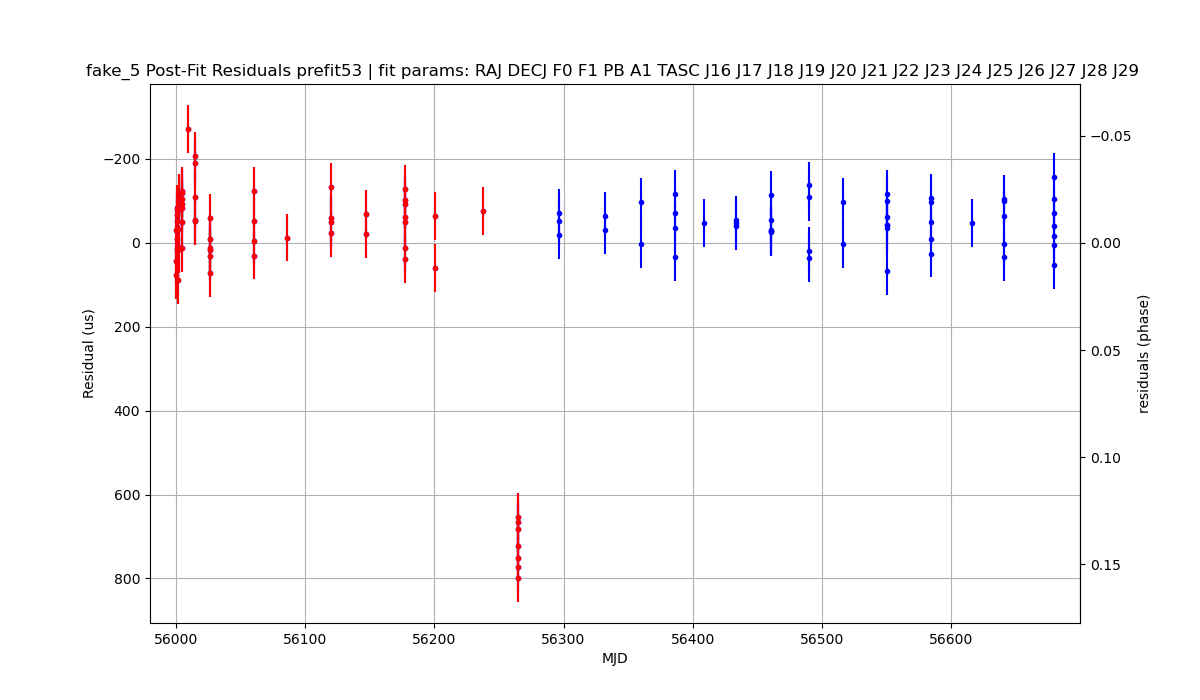 fake_5 Post-Fit Residuals prefit53 | fit params: RAJ DECJ F0 F1 PB A1 TASC J16 J17 J18 J19 J20 J21 J22 J23 J24 J25 J26 J27 J28 J29
−200
0
200
400
600
800
Residual (us)
−0.05
0.00
0.05
0.10
0.15
residuals (phase)
56000 56100 56200 56300 56400 56500 56600
MJD